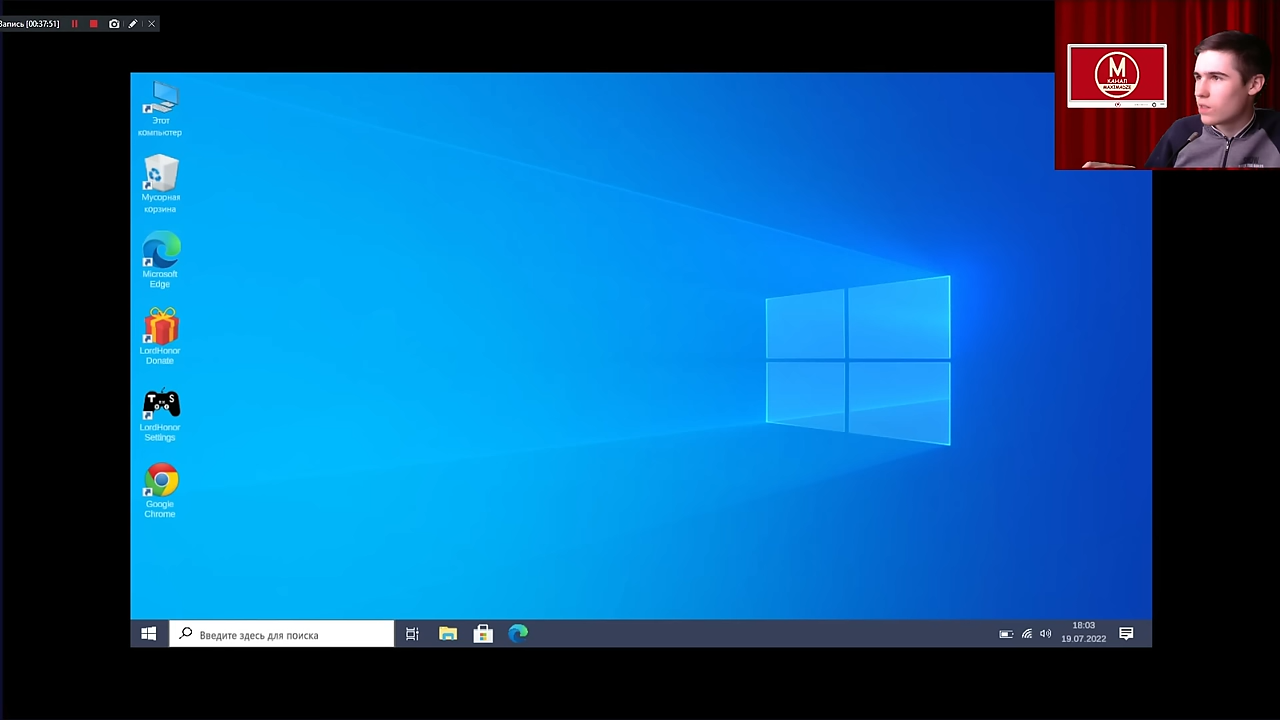 Запись [00:37:51]
М
КАНАЛ
MAXIMADZE
Этот
компьютер
Мусорная
корзина
Microsoft
Edge
LordHonor
Donate
T S
LordHonor
Settings
Google
Chrome
Введите здесь для поиска
18:03
19.07.2022